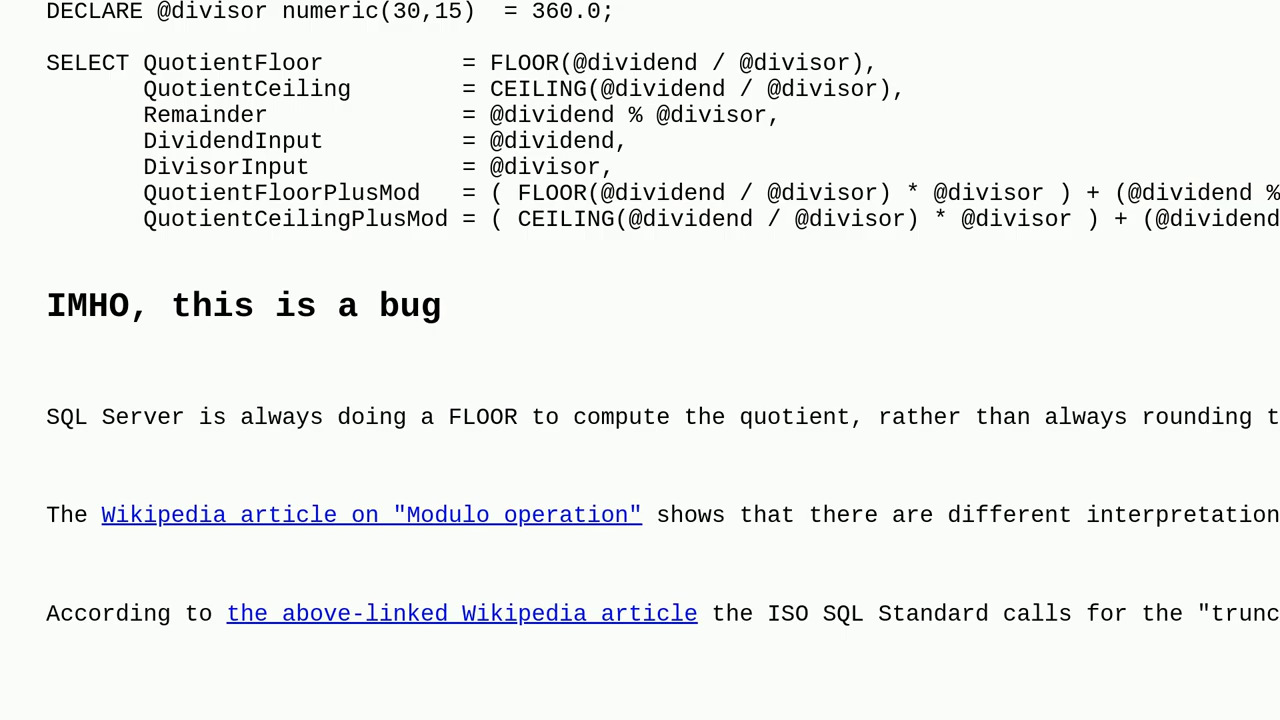 DECLARE @divisor numeric(30,15)  = 360.0;
SELECT QuotientFloor          = FLOOR(@dividend / @divisor),
       QuotientCeiling        = CEILING(@dividend / @divisor),
       Remainder              = @dividend % @divisor,
       DividendInput          = @dividend,
       DivisorInput           = @divisor,
       QuotientFloorPlusMod   = ( FLOOR(@dividend / @divisor) * @divisor ) + (@dividend %
       QuotientCeilingPlusMod = ( CEILING(@dividend / @divisor) * @divisor ) + (@dividend
IMHO, this is a bug
SQL Server is always doing a FLOOR to compute the quotient, rather than always rounding t
The Wikipedia article on "Modulo operation" shows that there are different interpretation
According to the above-linked Wikipedia article the ISO SQL Standard calls for the "trunc